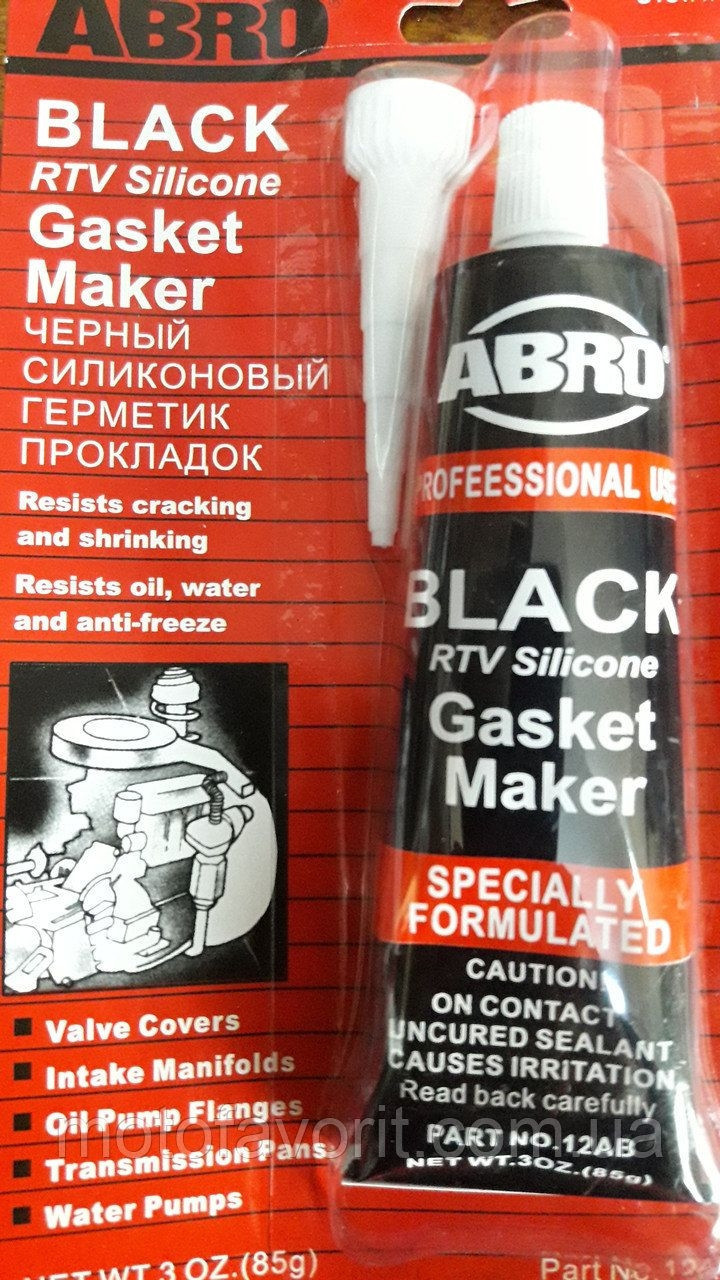 ABRO
BLACK
RTV Silicone
Gasket
Maker
ЧЕРНЫЙ
СИЛИКОНОВЫЙ
ГЕРМЕТИК
ПРОКЛАДОК
Resists cracking
and shrinking
Resists oil, water
and anti-freeze
Valve Covers
Intake Manifolds
Oil Pump Flanges
Transmission Pans
Water Pumps
NET WT.3 OZ.(85g)
Part No.
ABRO®
PROFEESSIONAL USE
BLACK
RTV Silicone
Gasket
Maker
SPECIALLY
FORMULATED
CAUTION:
ON CONTACT
UNCURED SEALANT
CAUSES IRRITATION
Read back carefully
PART NO.12AB
NET WT.3OZ.(85g)
motofavorit.com.ua